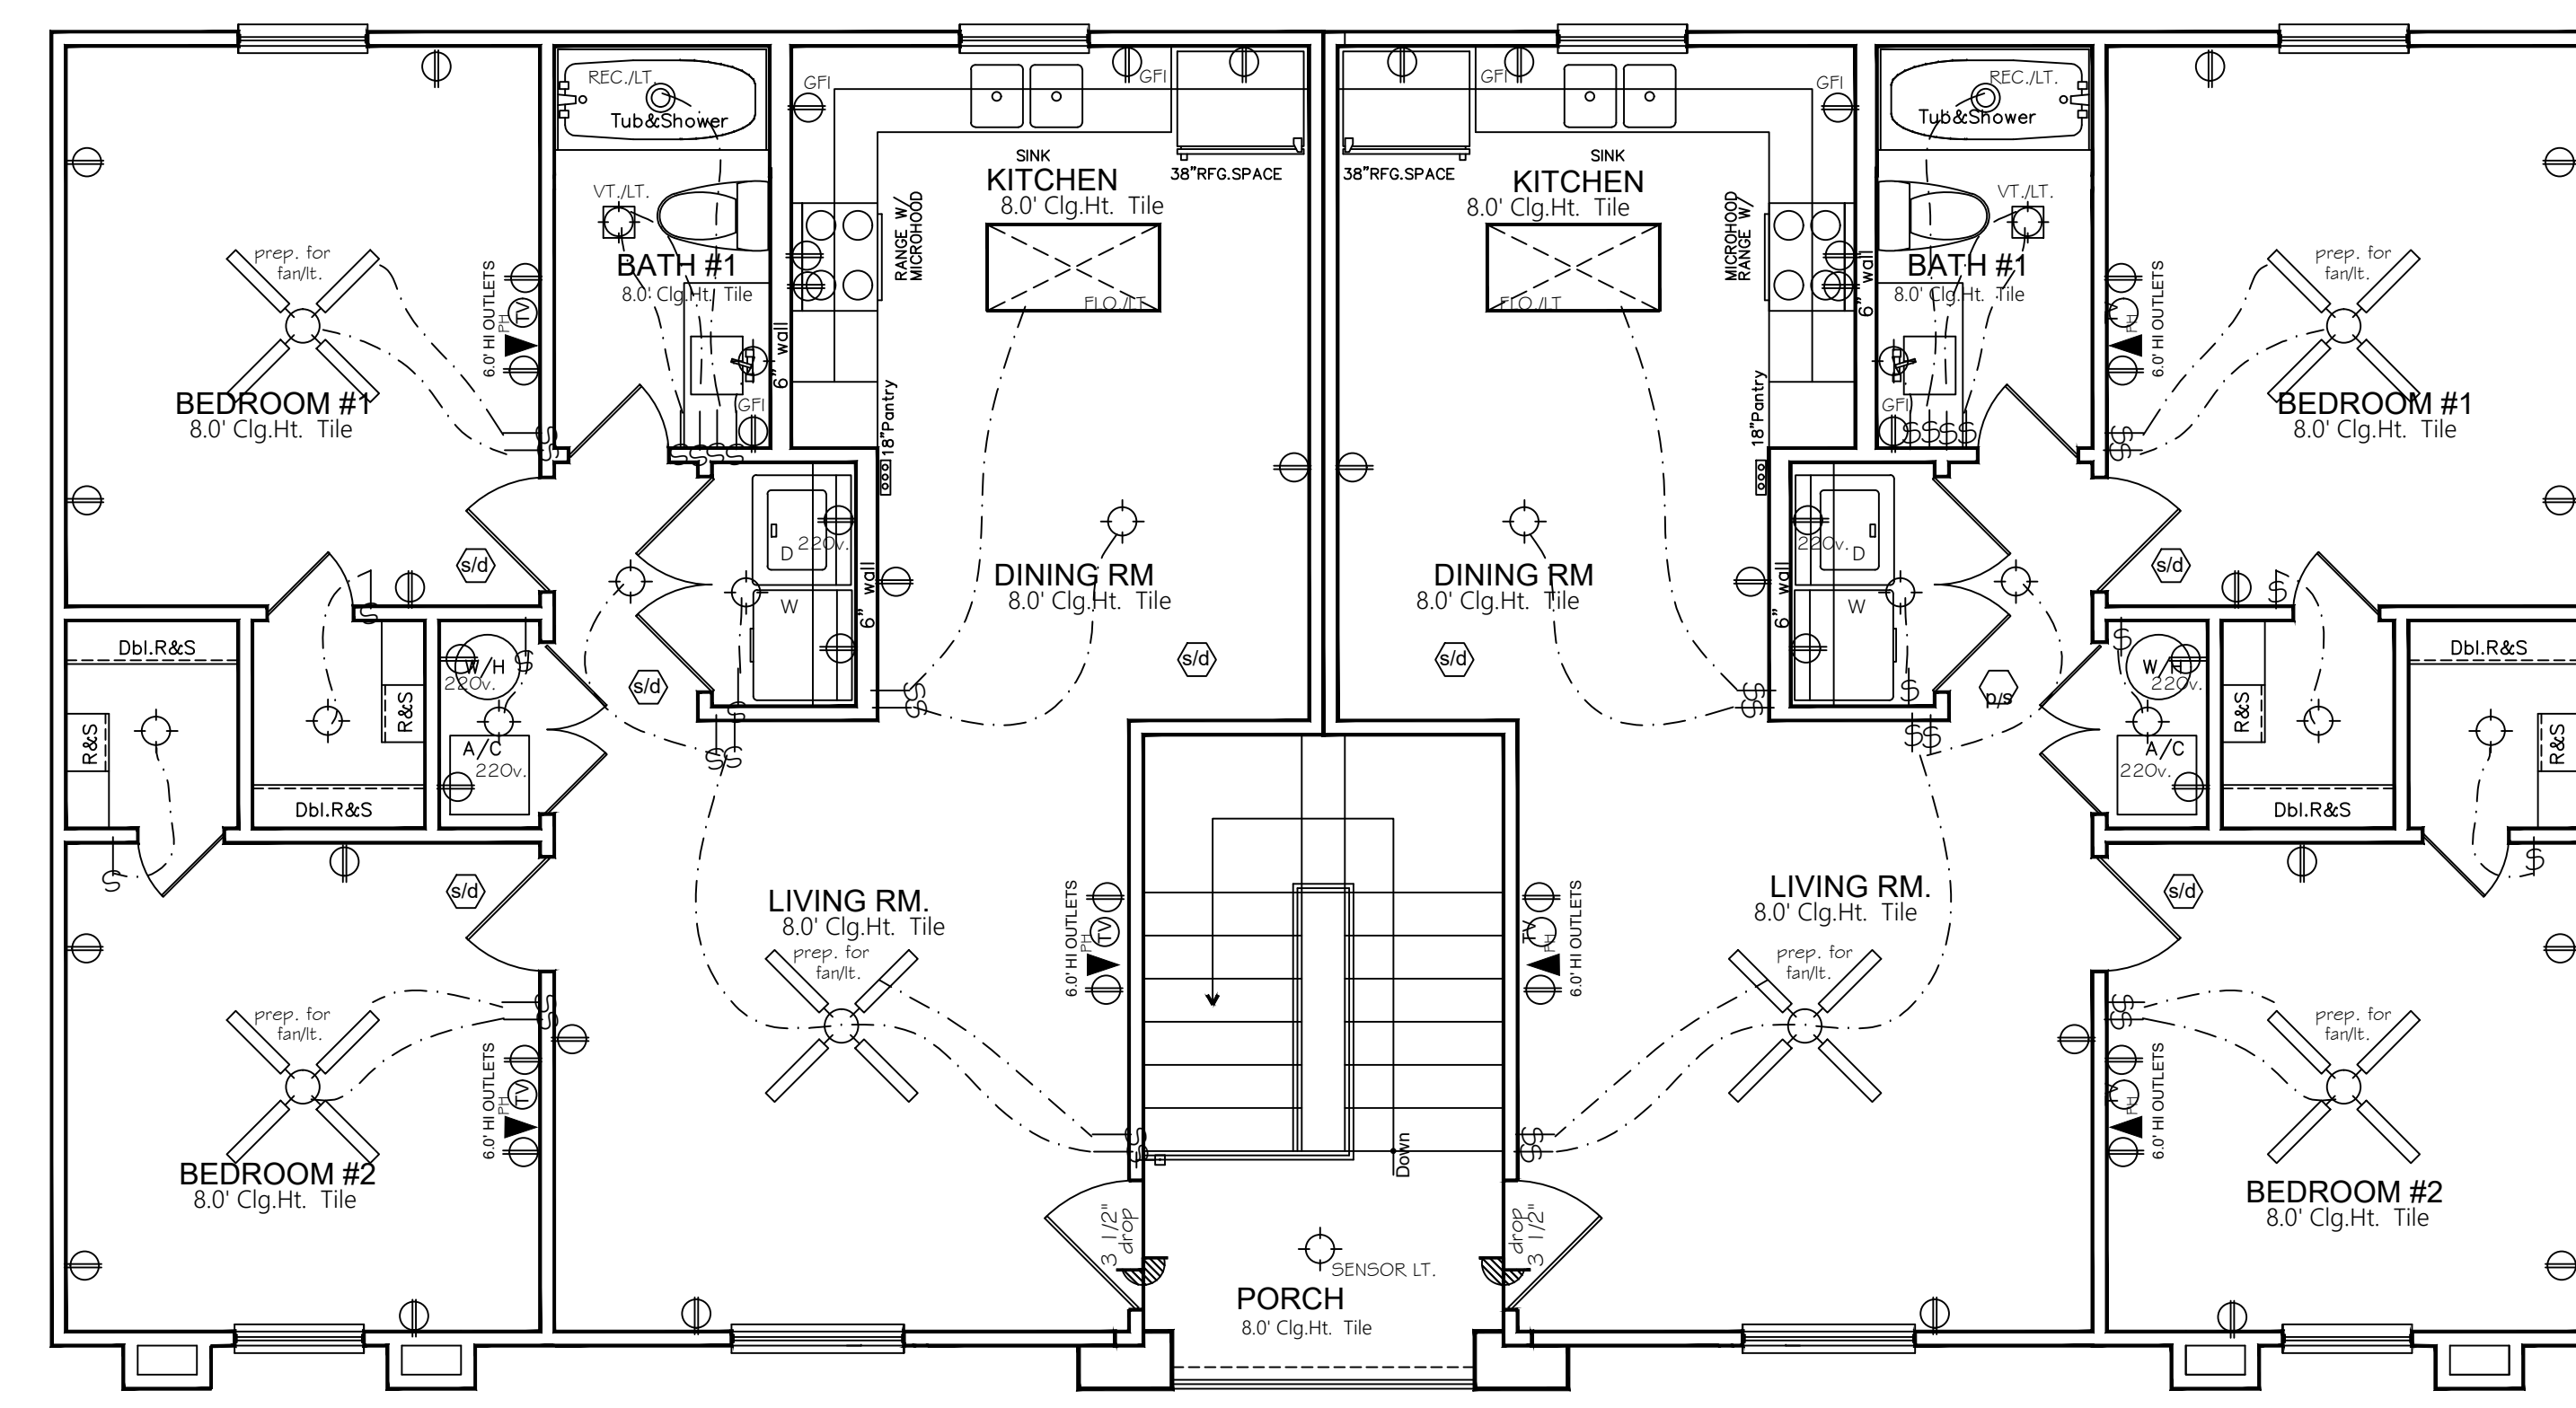 REC./LT.
Tub&Shower
GFI
GFI
GFI
GFI
REC./LT.
Tub&Shower
SINK
KITCHEN
8.0' Clg.Ht. Tile
38"RFG.SPACE
38"RFG.SPACE
SINK
KITCHEN
8.0' Clg.Ht. Tile
VT./LT.
BATH #1
8.0' Clg.Ht. Tile
RANGE W/
MICROHOOD
FLO./LT
FLO./LT
MICROHOOD
RANGE W/
VT./LT.
BATH #1
8.0' Clg.Ht. Tile
prep. for
fan/lt.
BEDROOM #1
8.0' Clg.Ht. Tile
6.0' HI OUTLETS
PH
TV
GFI
6" wall
18"Pantry
18"Pantry
6" wall
GFI
PH
6.0' HI OUTLETS
prep. for
fan/lt.
BEDROOM #1
8.0' Clg.Ht. Tile
$
$
$
$
s/d
D
220v.
W
6" wall
DINING RM
8.0' Clg.Ht. Tile
s/d
DINING RM
8.0' Clg.Ht. Tile
s/d
6" wall
220v.
D
W
p/s
s/d
Dbl.R&S
R&S
R&S
Dbl.R&S
W/H
220v.
A/C
220v.
s/d
W/H
220v.
A/C
220v.
R&S
Dbl.R&S
Dbl.R&S
R&S
s/d
LIVING RM.
8.0' Clg.Ht. Tile
prep. for
fan/lt.
6.0' HI OUTLETS
PH
TV
TV
PH
6.0' HI OUTLETS
LIVING RM.
8.0' Clg.Ht. Tile
prep. for
fan/lt.
s/d
prep. for
fan/lt.
BEDROOM #2
8.0' Clg.Ht. Tile
6.0' HI OUTLETS
PH
TV
Down
3 1/2"
drop
drop
3 1/2"
SENSOR LT.
PORCH
8.0' Clg.Ht. Tile
PH
6.0' HI OUTLETS
prep. for
fan/lt.
BEDROOM #2
8.0' Clg.Ht. Tile